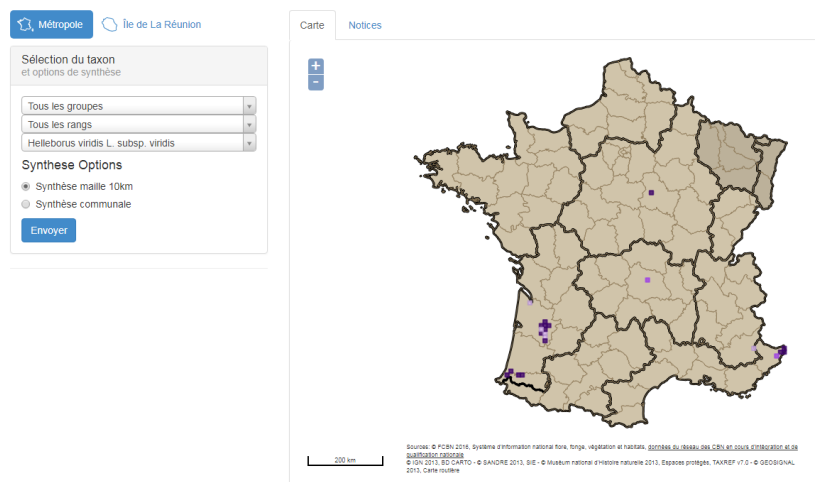 Métropole
Île de La Réunion
Sélection du taxon
et options de synthèse
Tous les groupes
Tous les rangs
Helleborus viridis L. subsp. viridis
Synthese Options
Synthèse maille 10km
Synthèse communale
Envoyer
Carte
Notices
+
-
200 km
Sources: © FCBN 2016, Système d'information national flore, fonge, végétation et habitats, données du réseau des CBN en cours d'intégration et de
qualification nationale
© IGN 2013, BD CARTO - © SANDRE 2013, SIE - © Muséum national d'Histoire naturelle 2013, Espaces protégés, TAXREF v7.0 - © GEOSIGNAL
2013, Carte routière